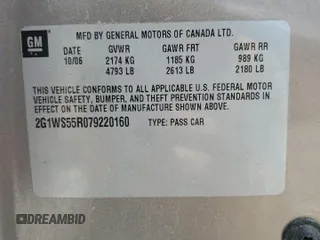 GM
MFD BY GENERAL MOTORS OF CANADA LTD.
DATE GVWR GAWR FRT GAWR RR
10/06 2174 KG 1185 KG 989 KG
4793 LB 2613 LB 2180 LB
THIS VEHICLE CONFORMS TO ALL APPLICABLE U.S. FEDERAL MOTOR
VEHICLE SAFETY, BUMPER, AND THEFT PREVENTION STANDARDS IN
EFFECT ON THE DATE OF MANUFACTURE SHOWN ABOVE.
2G1WS55R079220160 TYPE: PASS CAR
DREAMBID